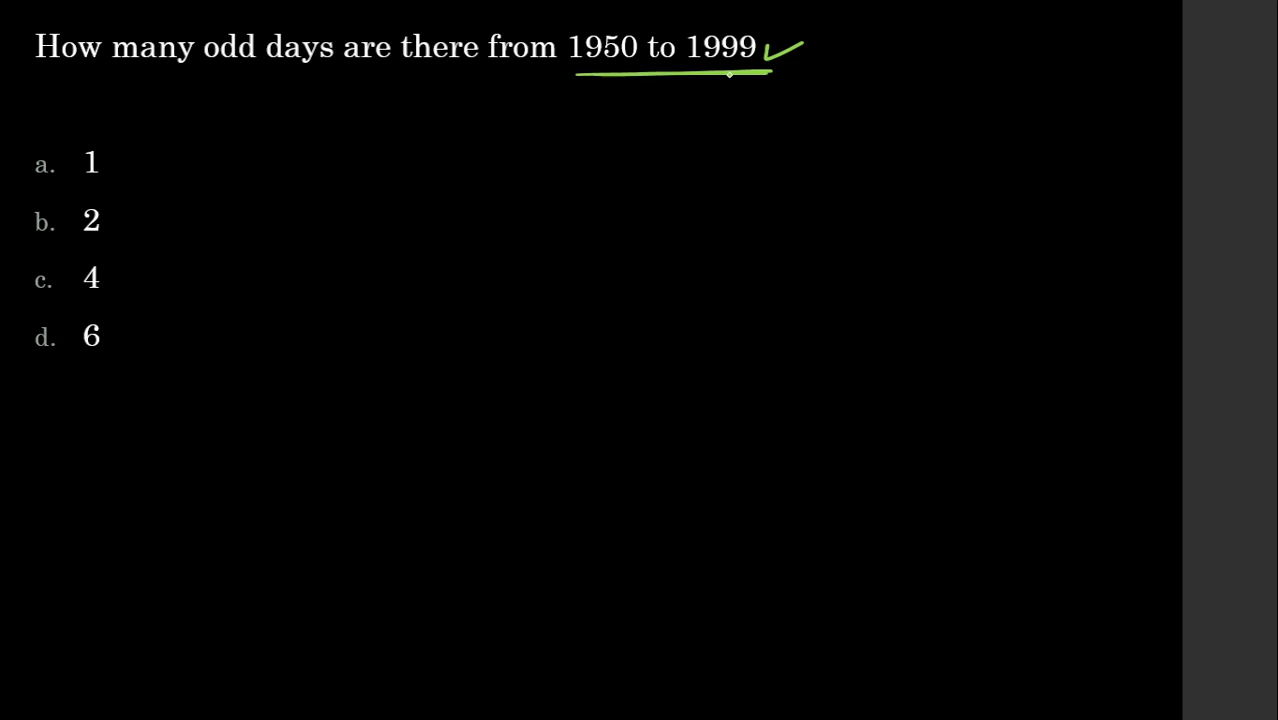 How many odd days are there from 1950 to 1999
a. 1
b. 2
c. 4
d. 6